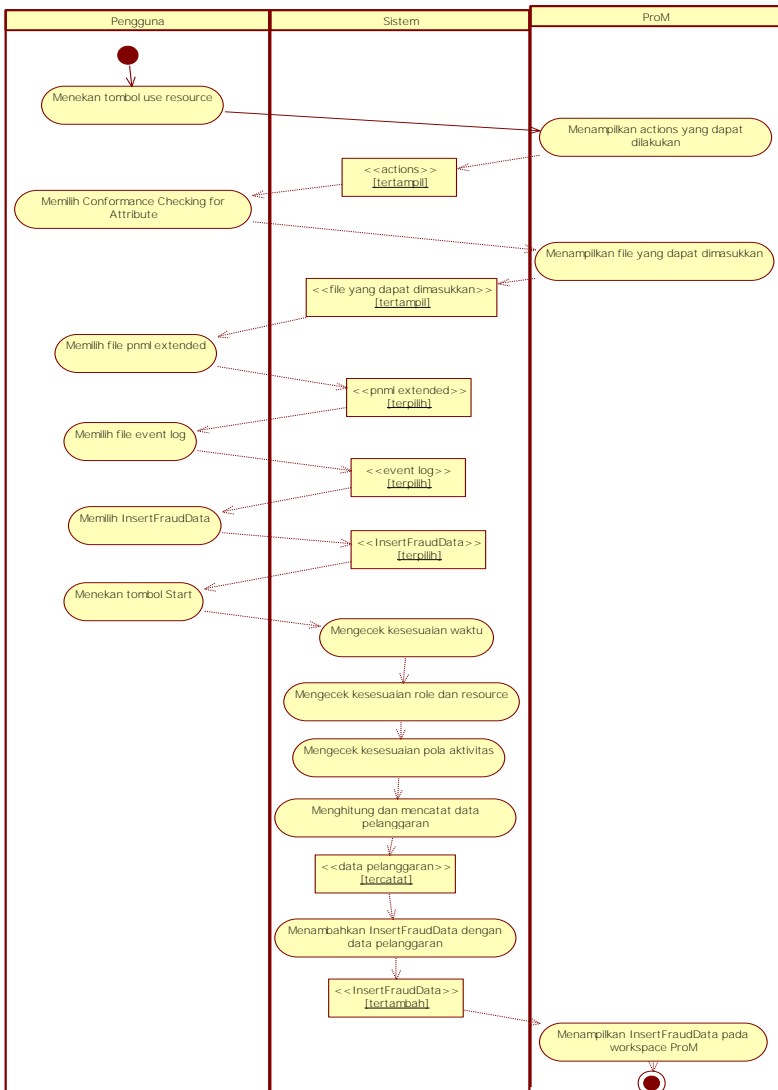 Pengguna
Sistem
ProM
Menekan tombol use resource
Menampilkan actions yang dapat
dilakukan
<<actions>>
[tertampil]
Memilih Conformance Checking for
Attribute
Menampilkan file yang dapat dimasukkan
<<file yang dapat dimasukkan>>
[tertampil]
Memilih file pnml extended
<<pnml extended>>
[terpilih]
Memilih file event log
<<event log>>
[terpilih]
Memilih InsertFraudData
<<InsertFraudData>>
[terpilih]
Menekan tombol Start
Mengecek kesesuaian waktu
Mengecek kesesuaian role dan resource
Mengecek kesesuaian pola aktivitas
Menghitung dan mencatat data
pelanggaran
<<data pelanggaran>>
[tercatat]
Menambahkan InsertFraudData dengan
data pelanggaran
<<InsertFraudData>>
[tertambah]
Menampilkan InsertFraudData pada
workspace ProM